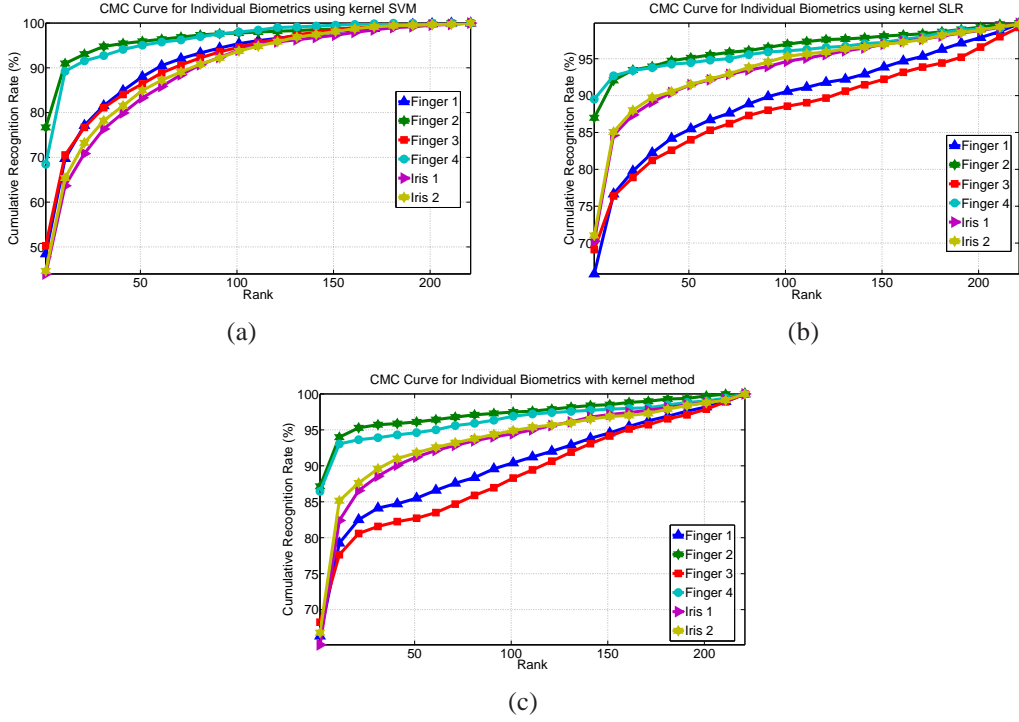 CMC Curve for Individual Biometrics using kernel SVM
Cumulative Recognition Rate (%)
100
90
80
70
60
50
50
100
150
200
Rank
Finger 1
Finger 2
Finger 3
Finger 4
Iris 1
Iris 2
(a)
CMC Curve for Individual Biometrics using kernel SLR
Cumulative Recognition Rate (%)
95
90
85
80
75
70
50
100
150
200
Rank
Finger 1
Finger 2
Finger 3
Finger 4
Iris 1
Iris 2
(b)
CMC Curve for Individual Biometrics with kernel method
Cumulative Recognition Rate (%)
100
95
90
85
80
75
70
50
100
150
200
Rank
Finger 1
Finger 2
Finger 3
Finger 4
Iris 1
Iris 2
(c)